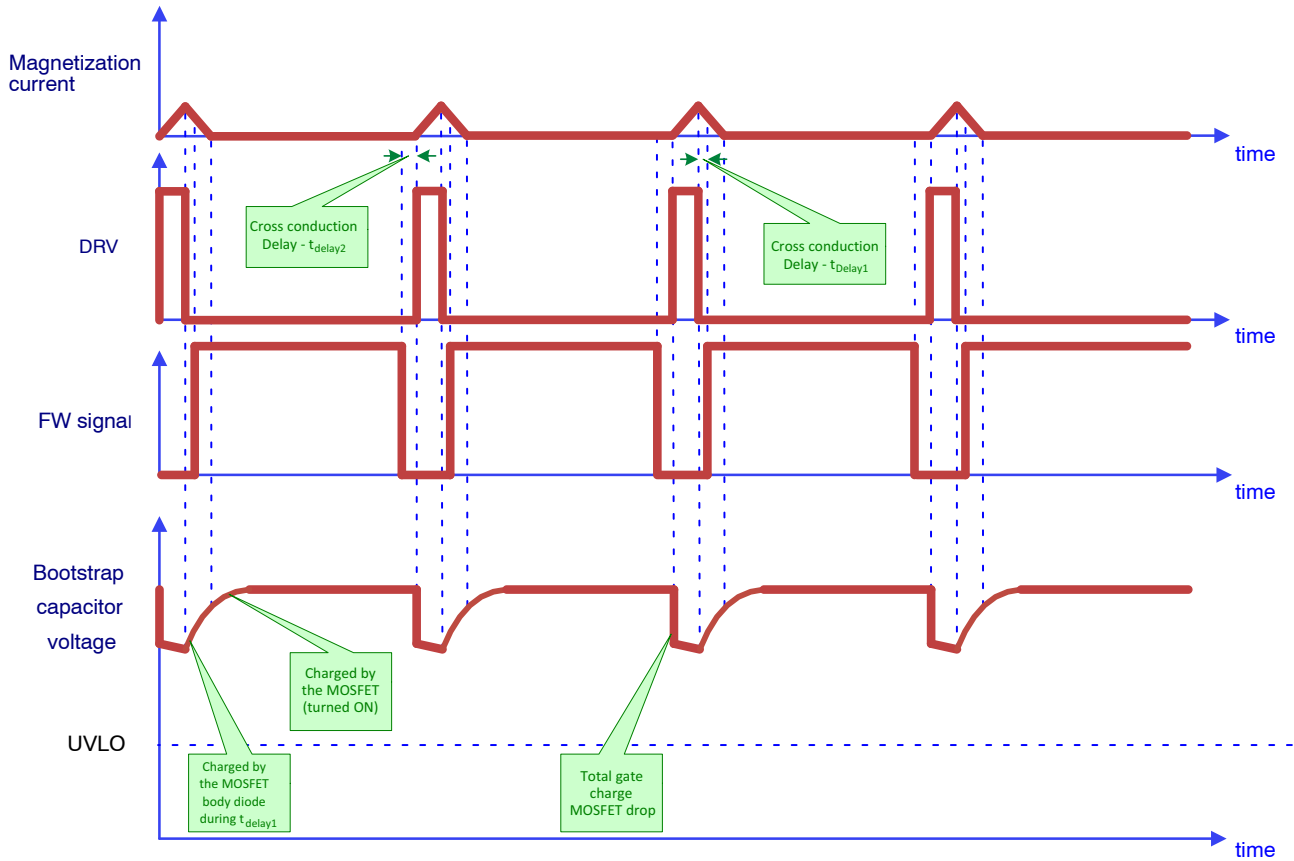 Magnetization
current
time
Cross conduction
Delay - tdelay2
Cross conduction
Delay - tDelay1
DRV
time
FW signal
time
Bootstrap
capacitor
voltage
Charged by
the MOSFET
(turned ON)
UVLO
Charged by
the MOSFET
body diode
during tdelay1
Total gate
charge
MOSFET drop
time